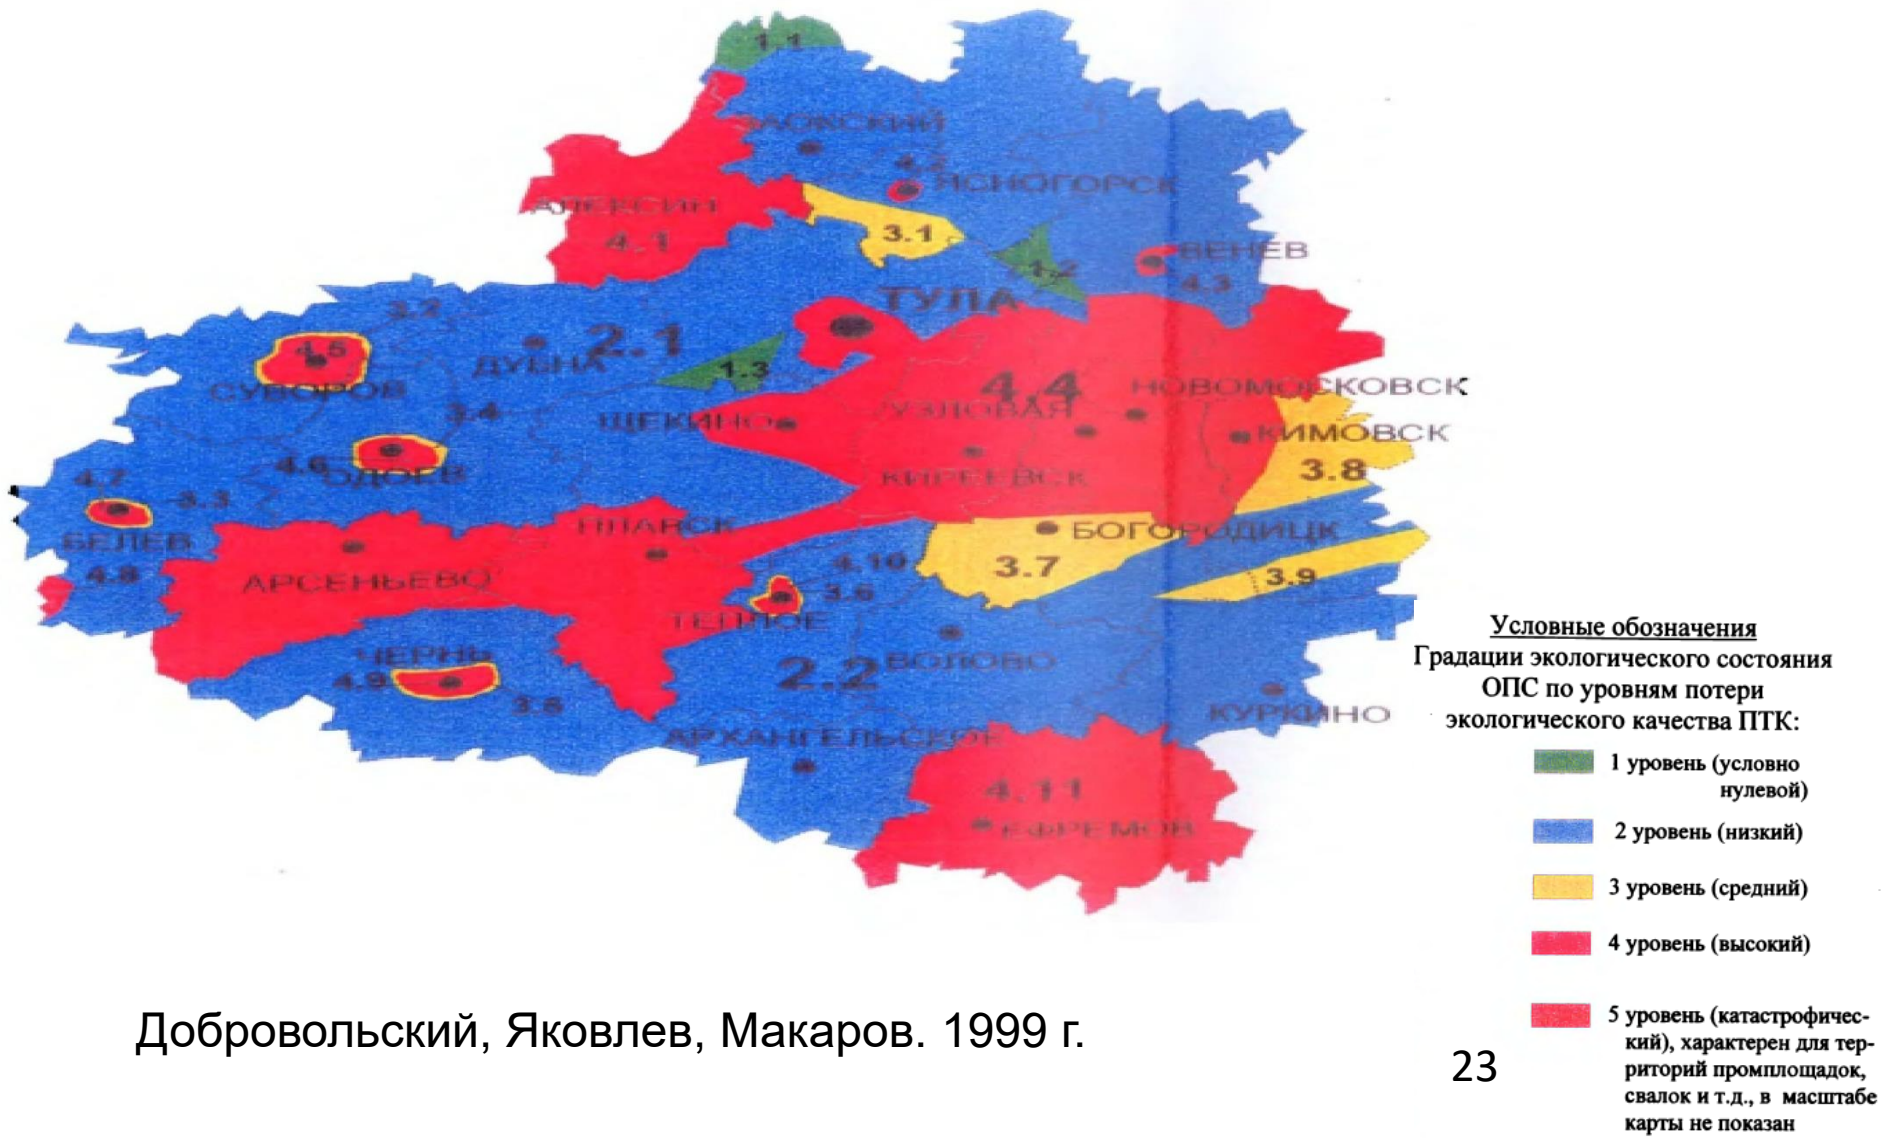 1.1
ЗАОКСКИЙ
4.2
ЯСНОГОРСК
АЛЕКСИН
4.1
3.1
1.2
ВЕНЕВ
4.3
ТУЛА
3.2
2.1
4.5
ДУБНА
СУВОРОВ
1.3
4.4
НОВОМОСКОВСК
3.4
ЩЕКИНО
УЗЛОВАЯ
КИМОВСК
4.6
ОДОЕВ
КИРЕЕВСК
3.8
4.7
3.3
БЕЛЕВ
ПЛАВСК
БОГОРОДИЦК
4.8
АРСЕНЬЕВО
4.10
3.7
3.9
3.6
ТЕПЛОЕ
ЧЕРНЬ
4.9
2.2
ВОЛОВО
КУРКИНО
АРХАНГЕЛЬСКОЕ
4.11
ЕФРЕМОВ
Условные обозначения
Градации экологического состояния
ОПС по уровням потери
экологического качества ПТК:
1 уровень (условно
нулевой)
2 уровень (низкий)
3 уровень (средний)
4 уровень (высокий)
5 уровень (катастрофичес-
кий), характерен для тер-
риторий промплощадок,
свалок и т.д., в масштабе
карты не показан
Добровольский, Яковлев, Макаров. 1999 г.
23